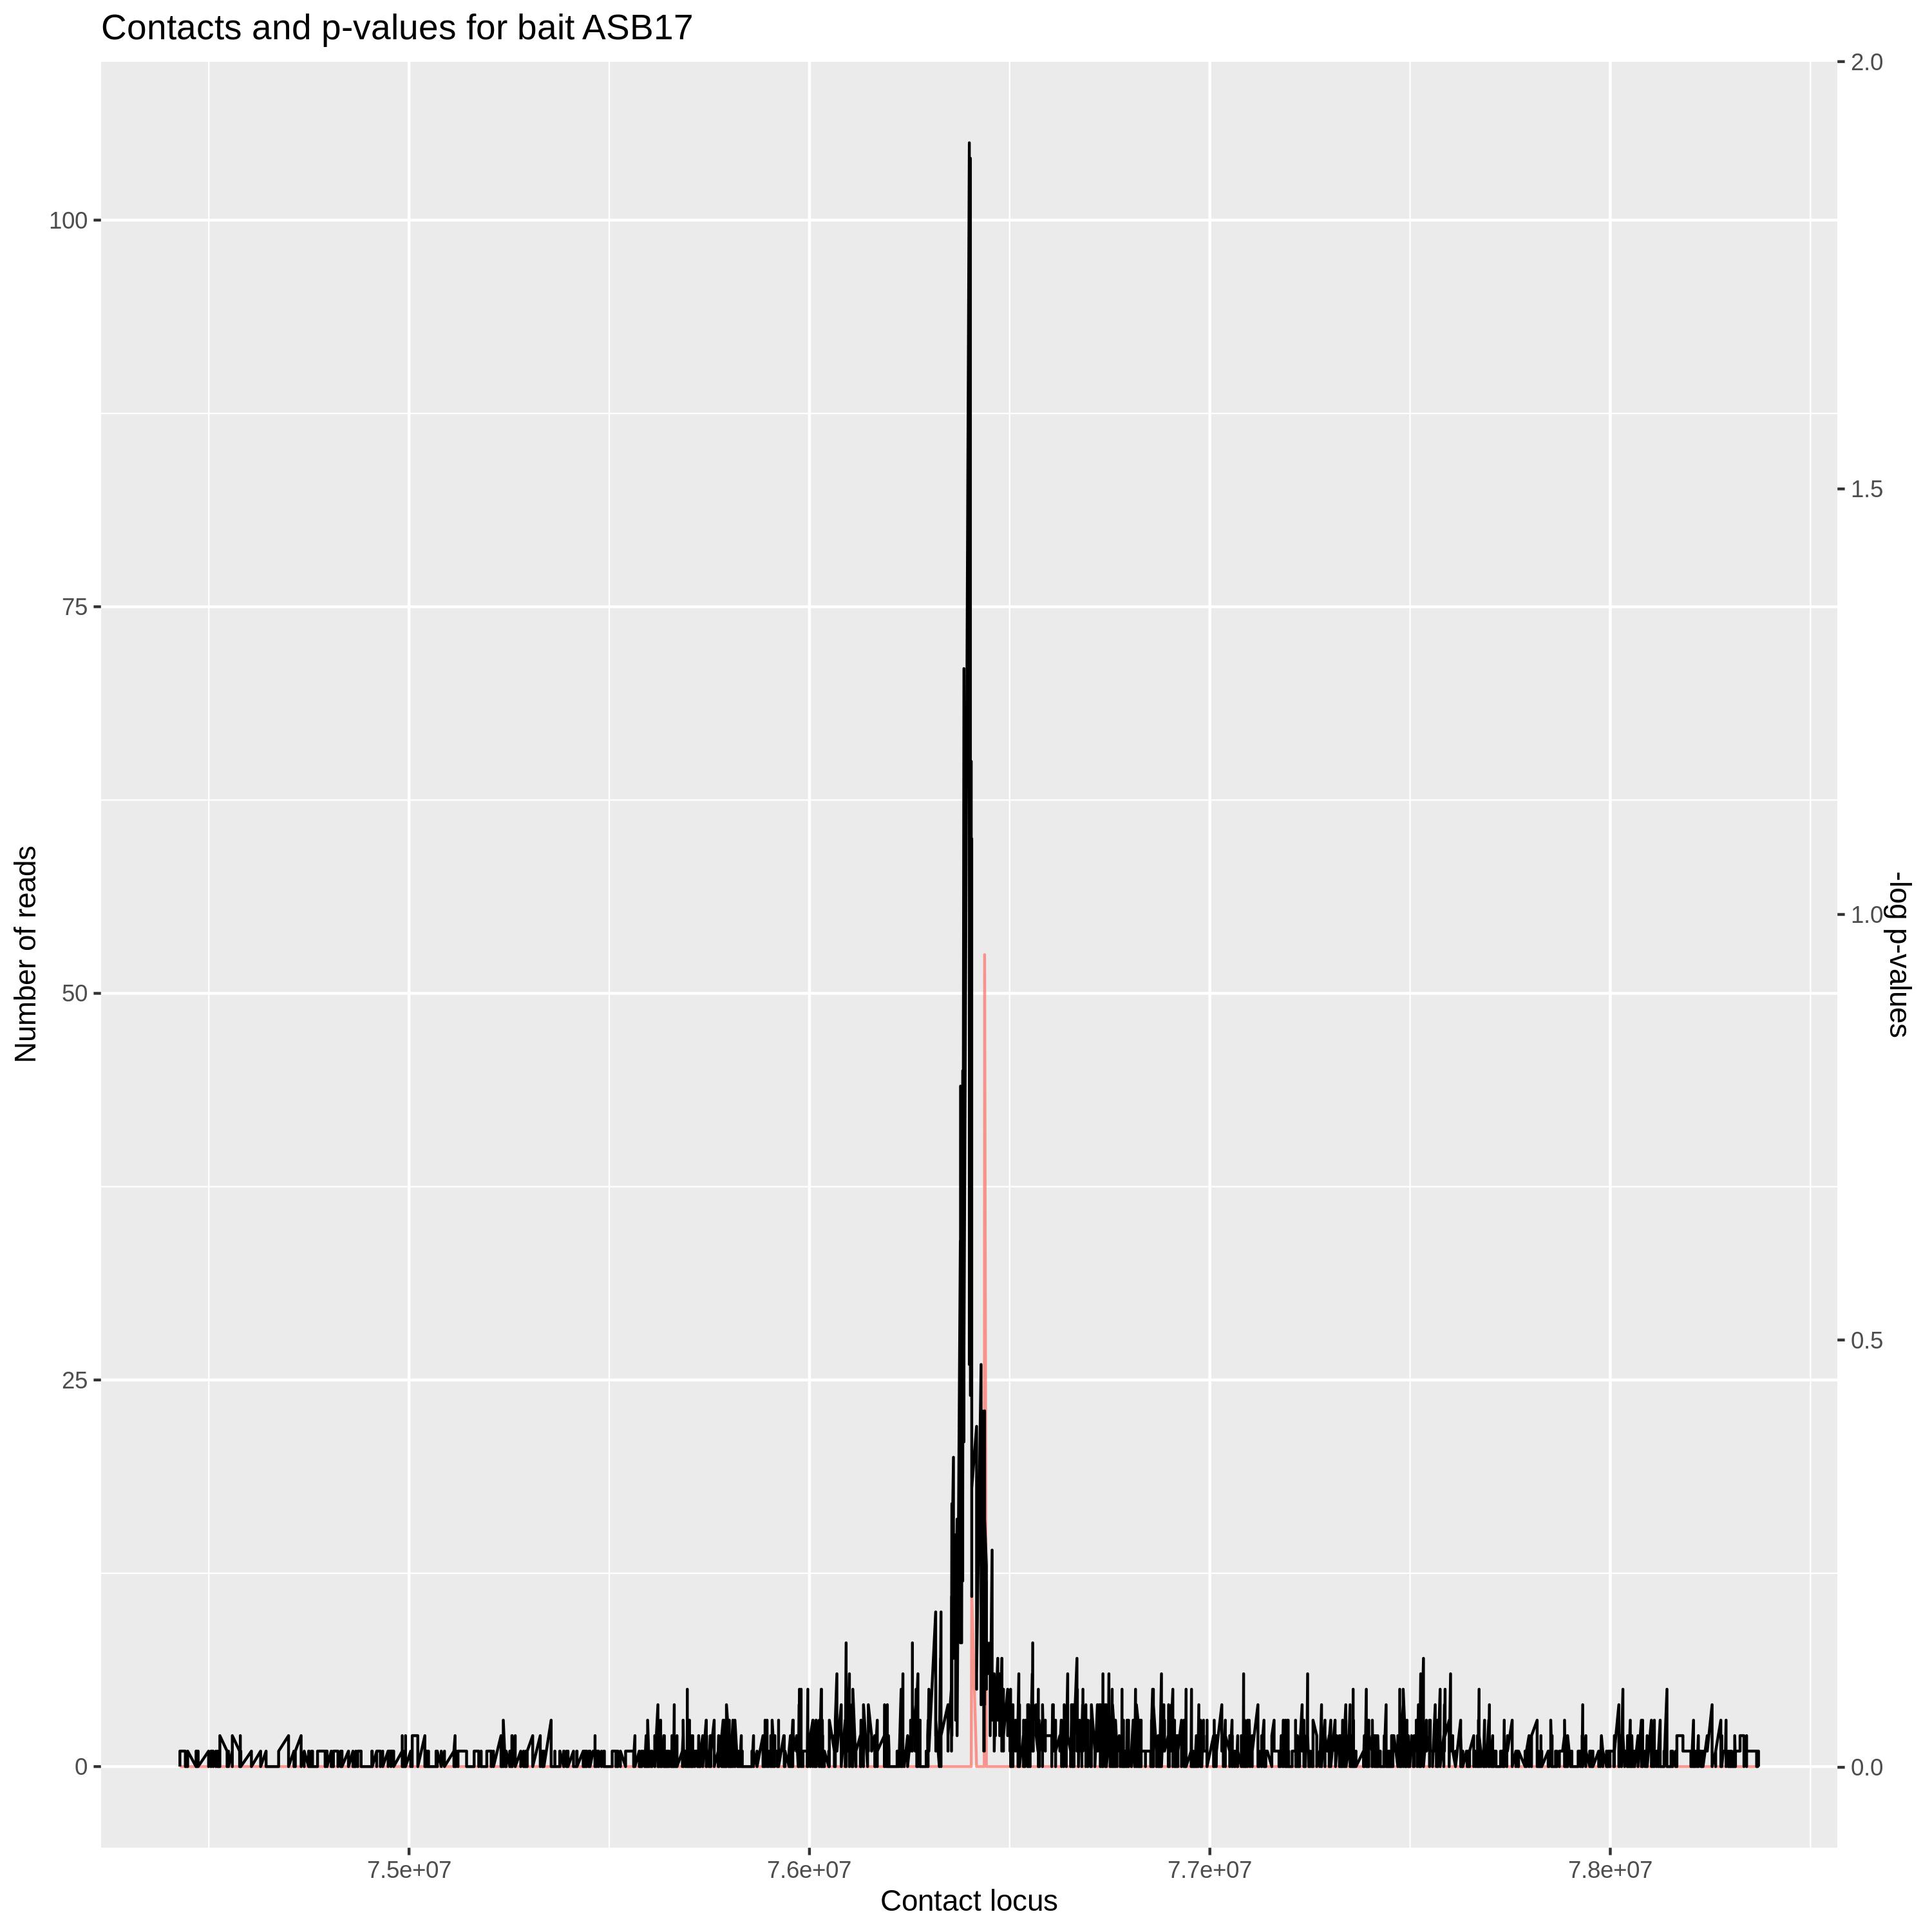 Contacts and p-values for bait ASB17
2.0
100
1.5
75
Number of reads
1.0
-log p-values
50
25
0.5
0
0.0
7.5e+07
7.6e+07
7.7e+07
7.8e+07
Contact locus